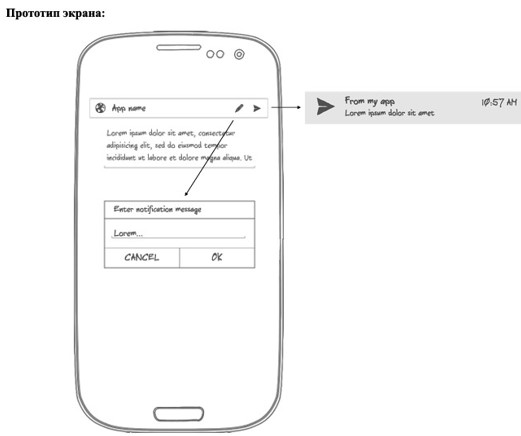 Прототип экрана:
App name
From my app
10:57 AM
Lorem ipsum dolor sit amet
Lorem ipsum dolor sit amet, consectetur
adipisicing elit, sed do eiusmod tempor
incididunt ut labore et dolore magna aliqua. Ut
Enter notification message
Lorem...
CANCEL
OK